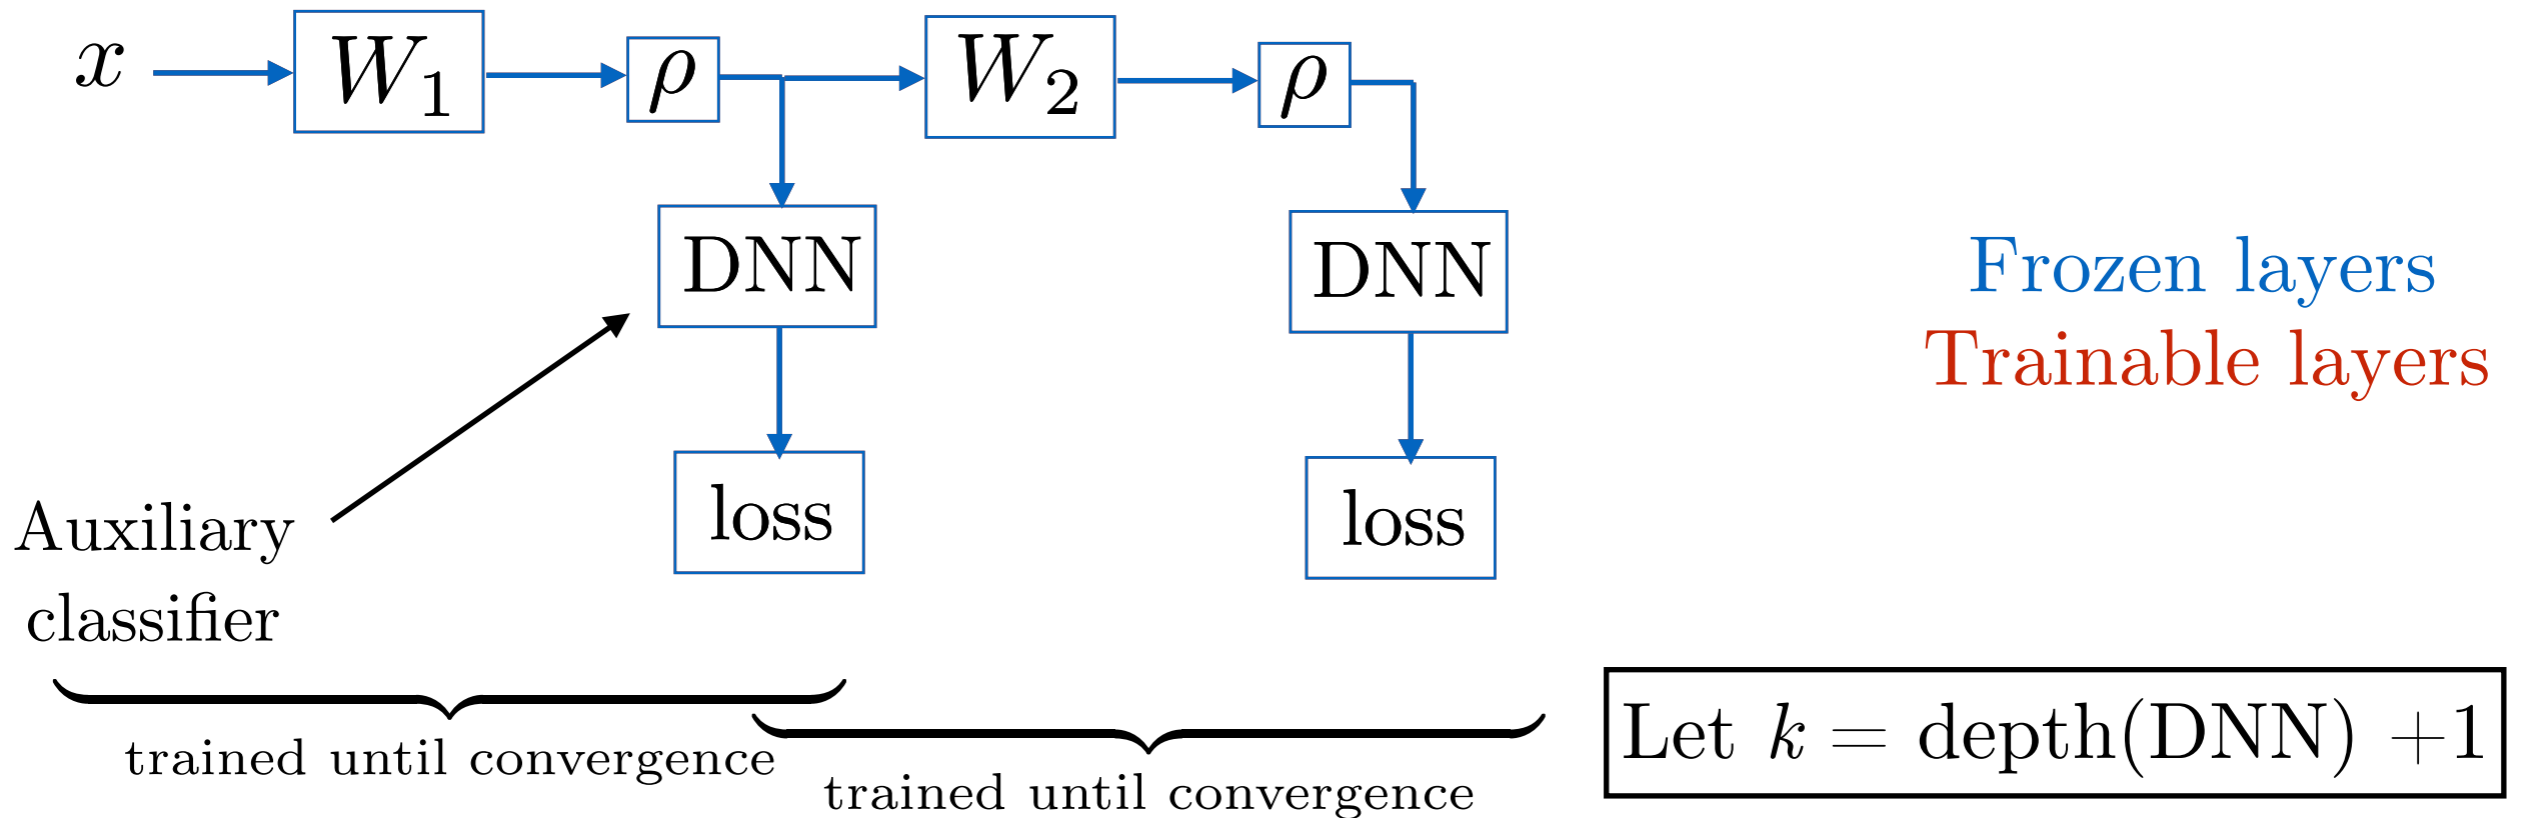 x
W₁
ρ
W₂
ρ
DNN
DNN
Frozen layers
Trainable layers
loss
loss
Auxiliary
classifier
trained until convergence
trained until convergence
Let k = depth(DNN) +1